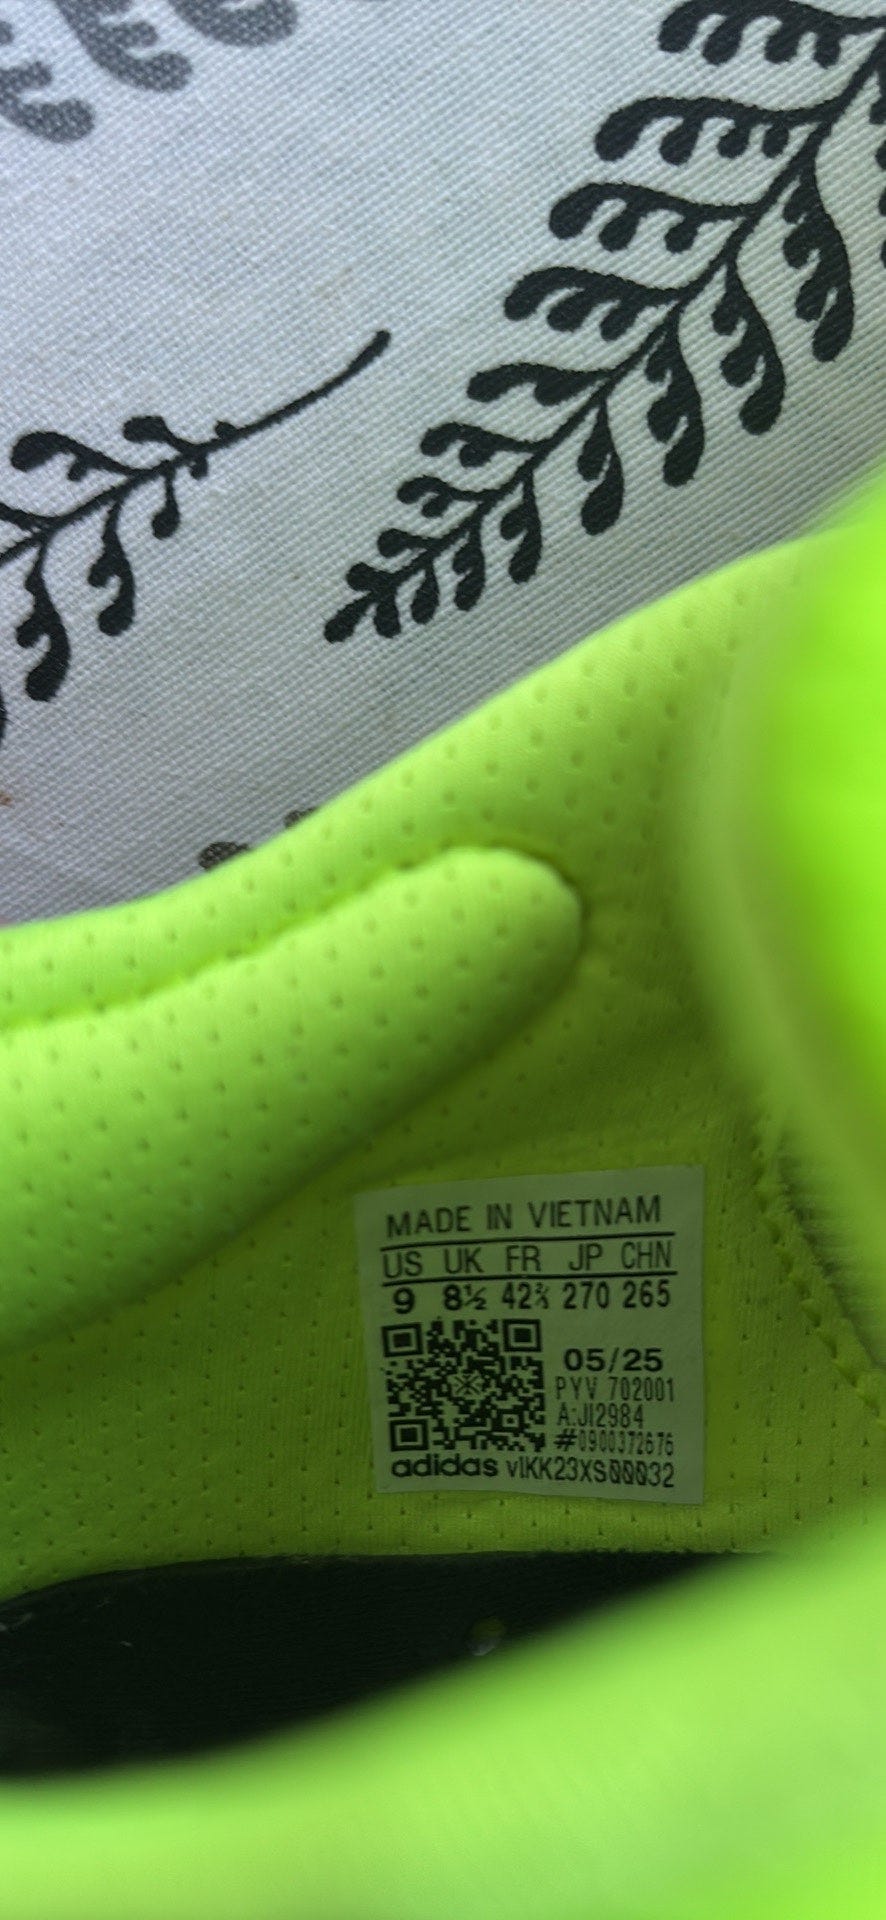 MADE IN VIETNAM
US UK FR JP CHN
9 8½ 42⅔ 270 265
05/25
PYV 702001
A:JI2984
#0900372676
adidas vIKK23XS00032